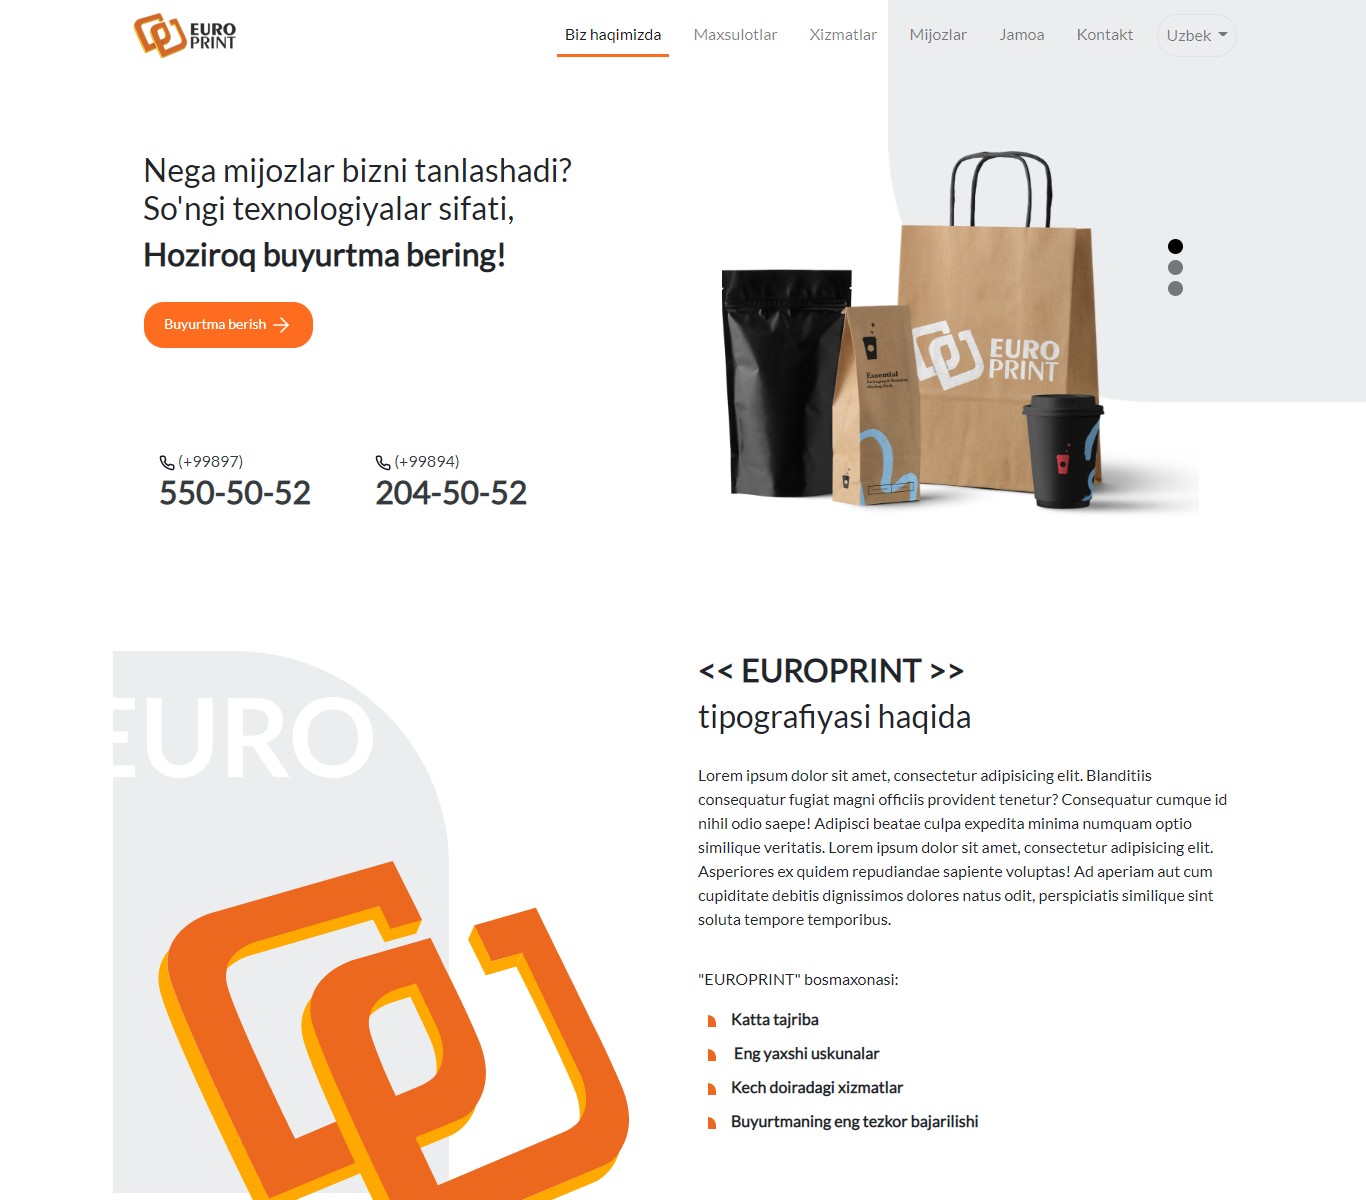 EURO
PRINT
Biz haqimizda
Maxsulotlar
Xizmatlar
Mijozlar
Jamoa
Kontakt
Uzbek
Nega mijozlar bizni tanlashadi?
So'ngi texnologiyalar sifati,
Hoziroq buyurtma bering!
Buyurtma berish
(+99897)
550-50-52
(+99894)
204-50-52
Essential
Packaging & Branding
Mockup Pack
EURO
PRINT
EURO
<< EUROPRINT >>
tipografiyasi haqida
Lorem ipsum dolor sit amet, consectetur adipisicing elit. Blanditiis
consequatur fugiat magni officiis provident tenetur? Consequatur cumque id
nihil odio saepe! Adipisci beatae culpa expedita minima numquam optio
similique veritatis. Lorem ipsum dolor sit amet, consectetur adipisicing elit.
Asperiores ex quidem repudiandae sapiente voluptas! Ad aperiam aut cum
cupiditate debitis dignissimos dolores natus odit, perspiciatis similique sint
soluta tempore temporibus.
"EUROPRINT" bosmaxonasi:
Katta tajriba
Eng yaxshi uskunalar
Kech doiradagi xizmatlar
Buyurtmaning eng tezkor bajarilishi